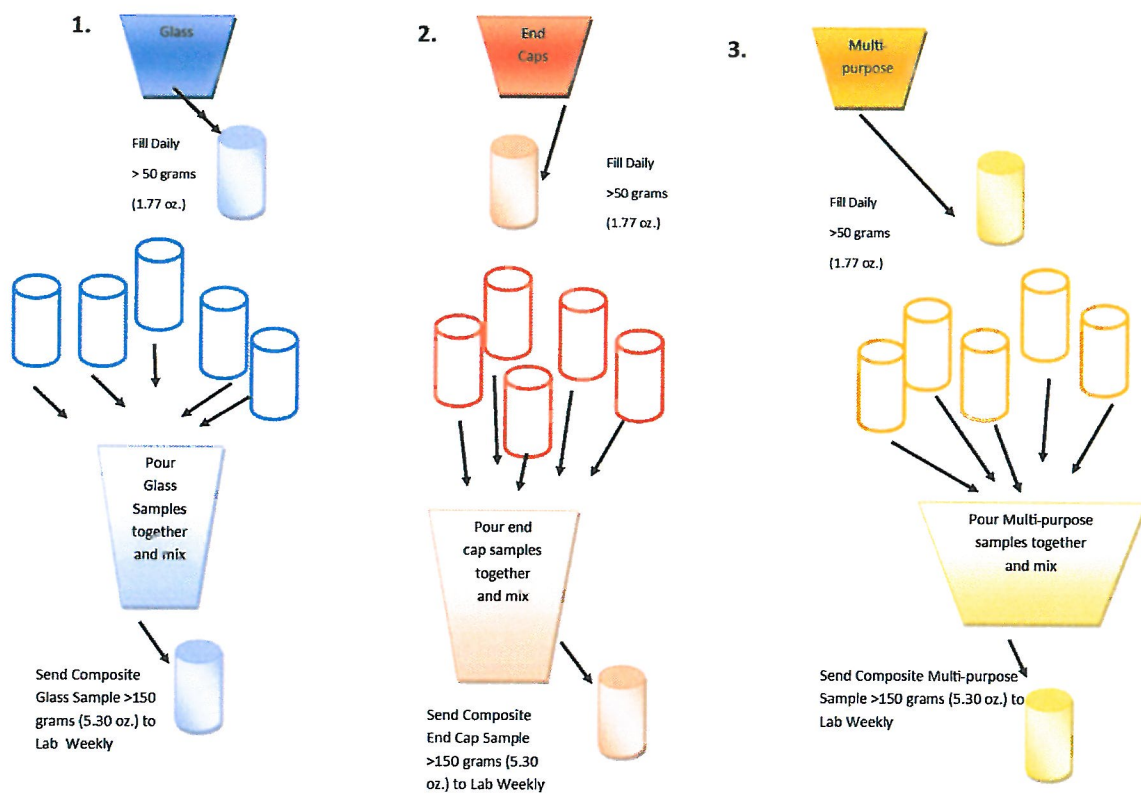 1.
Glass
Fill Daily
> 50 grams
(1.77 oz.)
Pour
Glass
Samples
together
and mix
Send Composite
Glass Sample >150
grams (5.30 oz.) to
Lab Weekly
2.
End
Caps
Fill Daily
>50 grams
(1.77 oz.)
Pour end
cap samples
together
and mix
Send Composite
End Cap Sample
>150 grams (5.30
oz.) to Lab Weekly
3.
Multi-
purpose
Fill Daily
>50 grams
(1.77 oz.)
Pour Multi-purpose
samples together
and mix
Send Composite Multi-purpose
Sample >150 grams (5.30 oz.) to
Lab Weekly